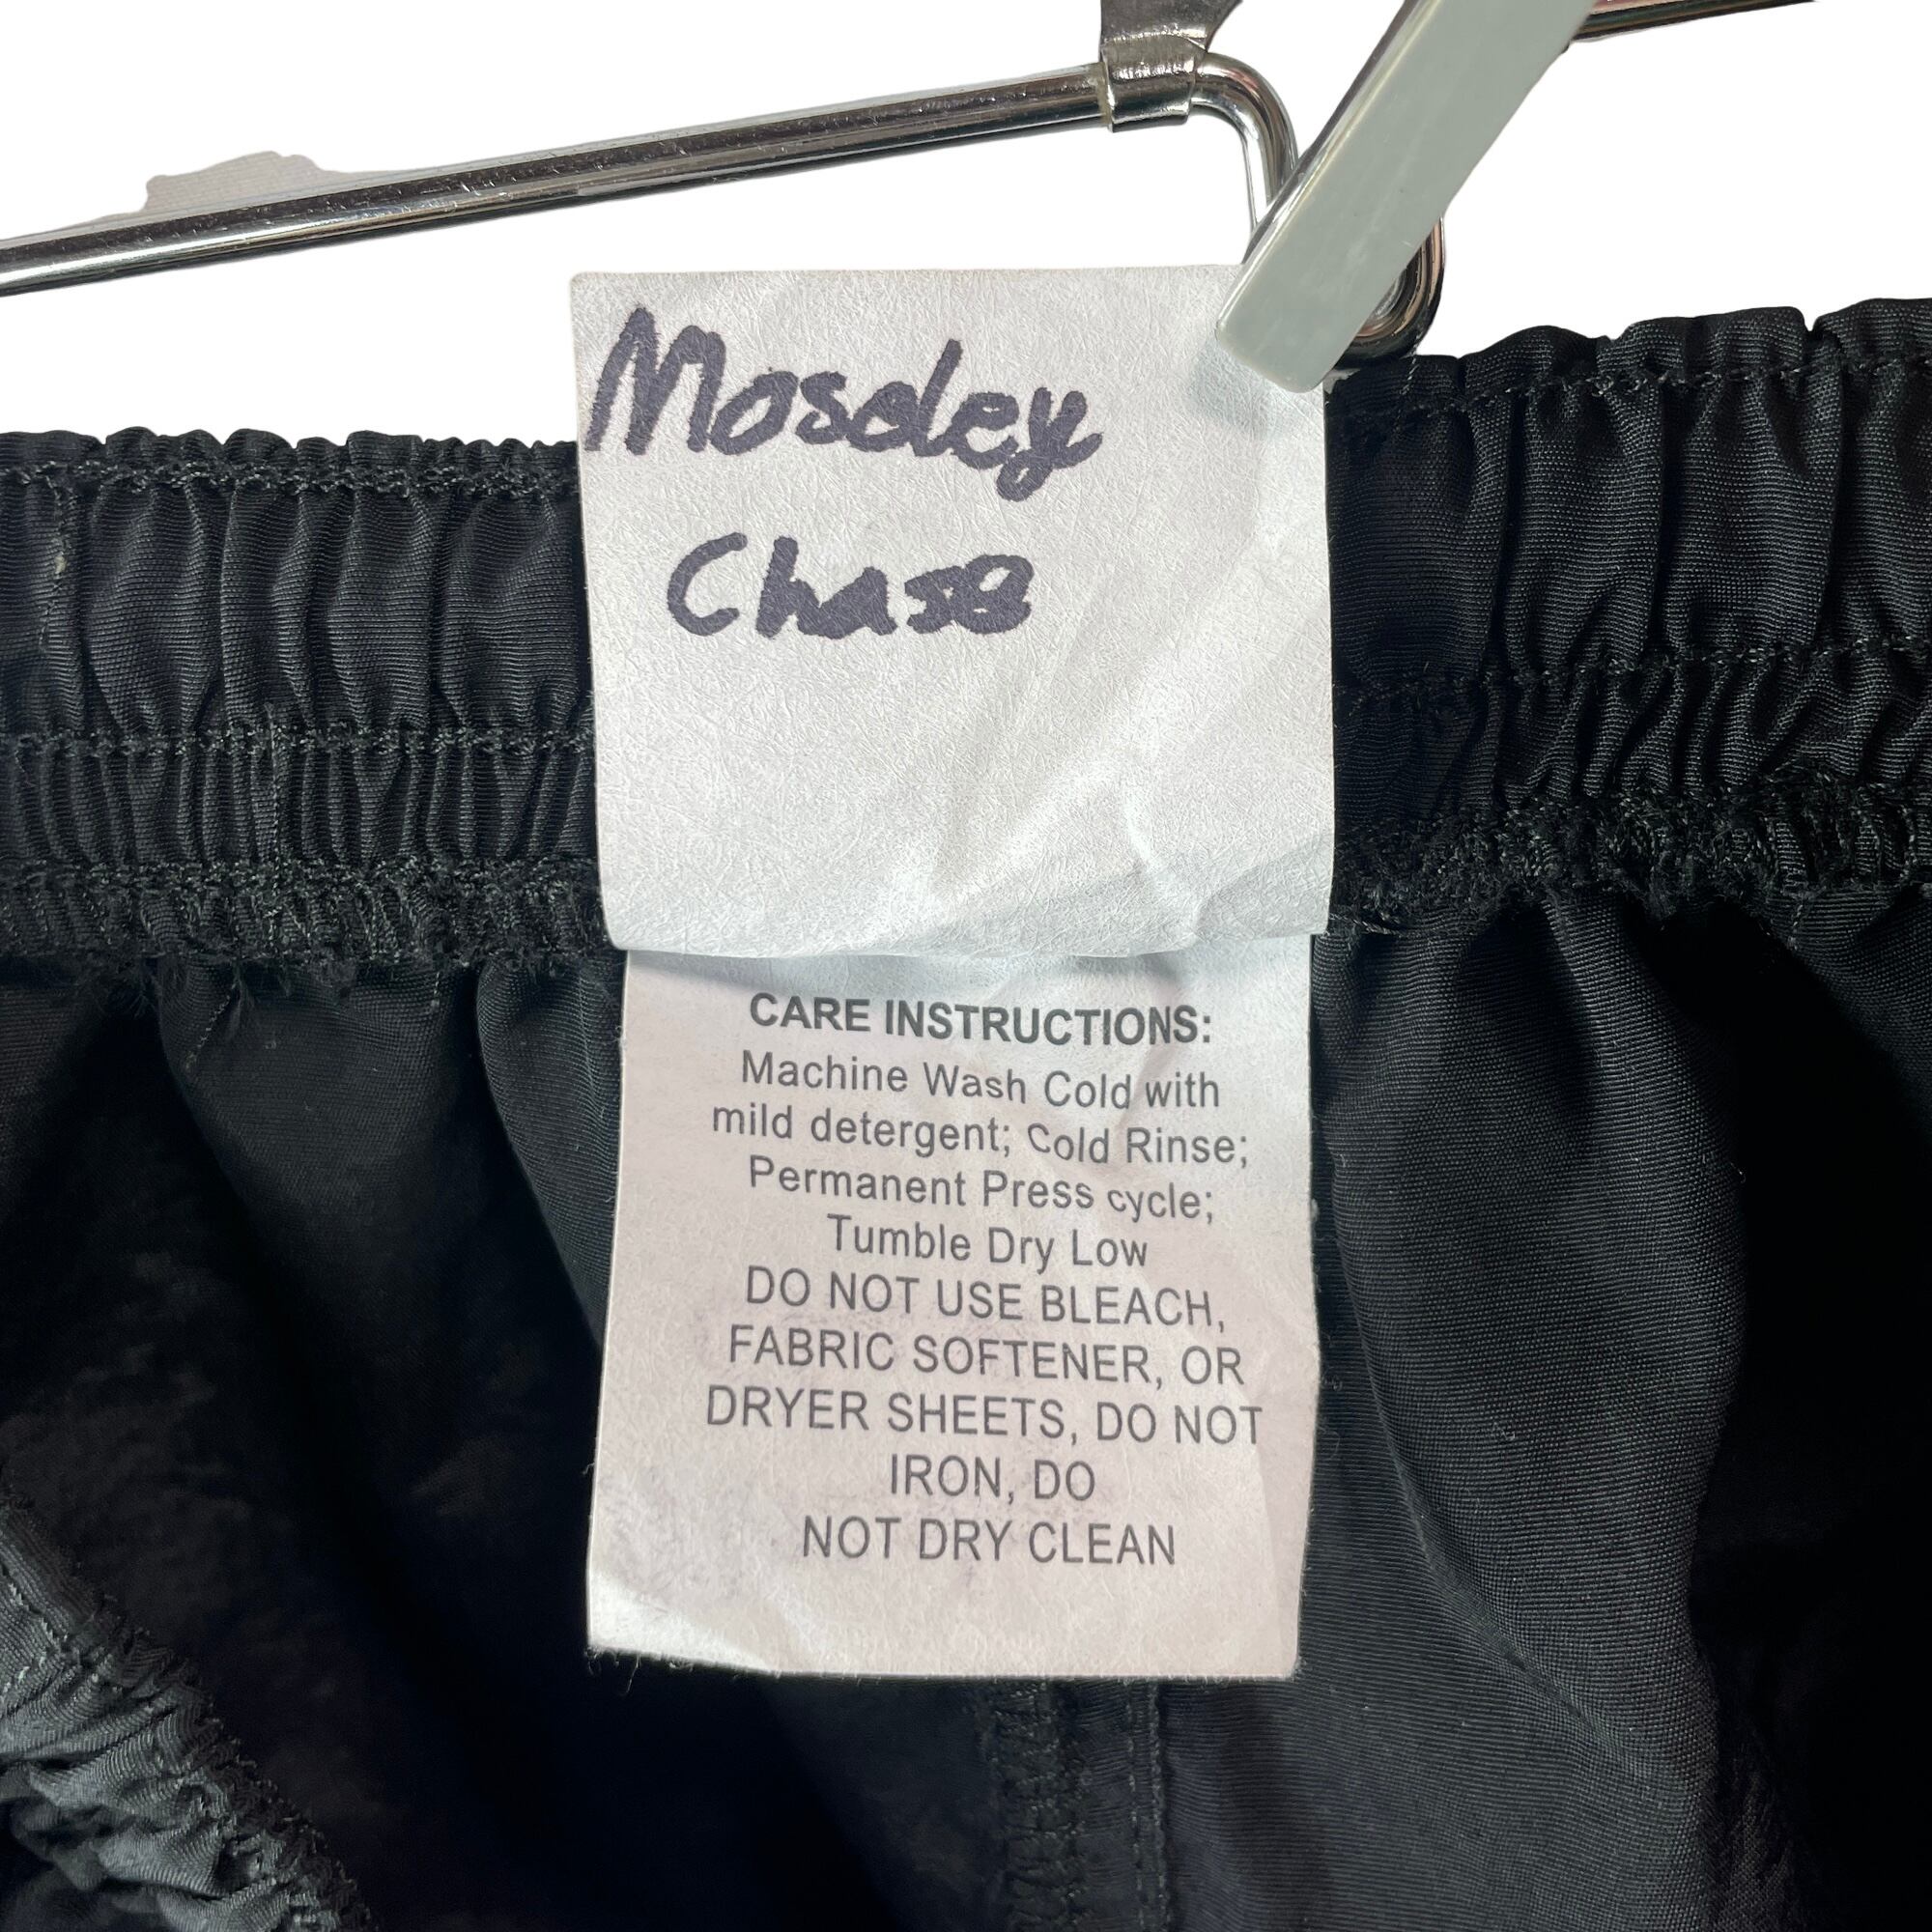 Moseley
Chase
CARE INSTRUCTIONS:
Machine Wash Cold with
mild detergent; Cold Rinse;
Permanent Press cycle;
Tumble Dry Low
DO NOT USE BLEACH,
FABRIC SOFTENER, OR
DRYER SHEETS, DO NOT
IRON, DO
NOT DRY CLEAN